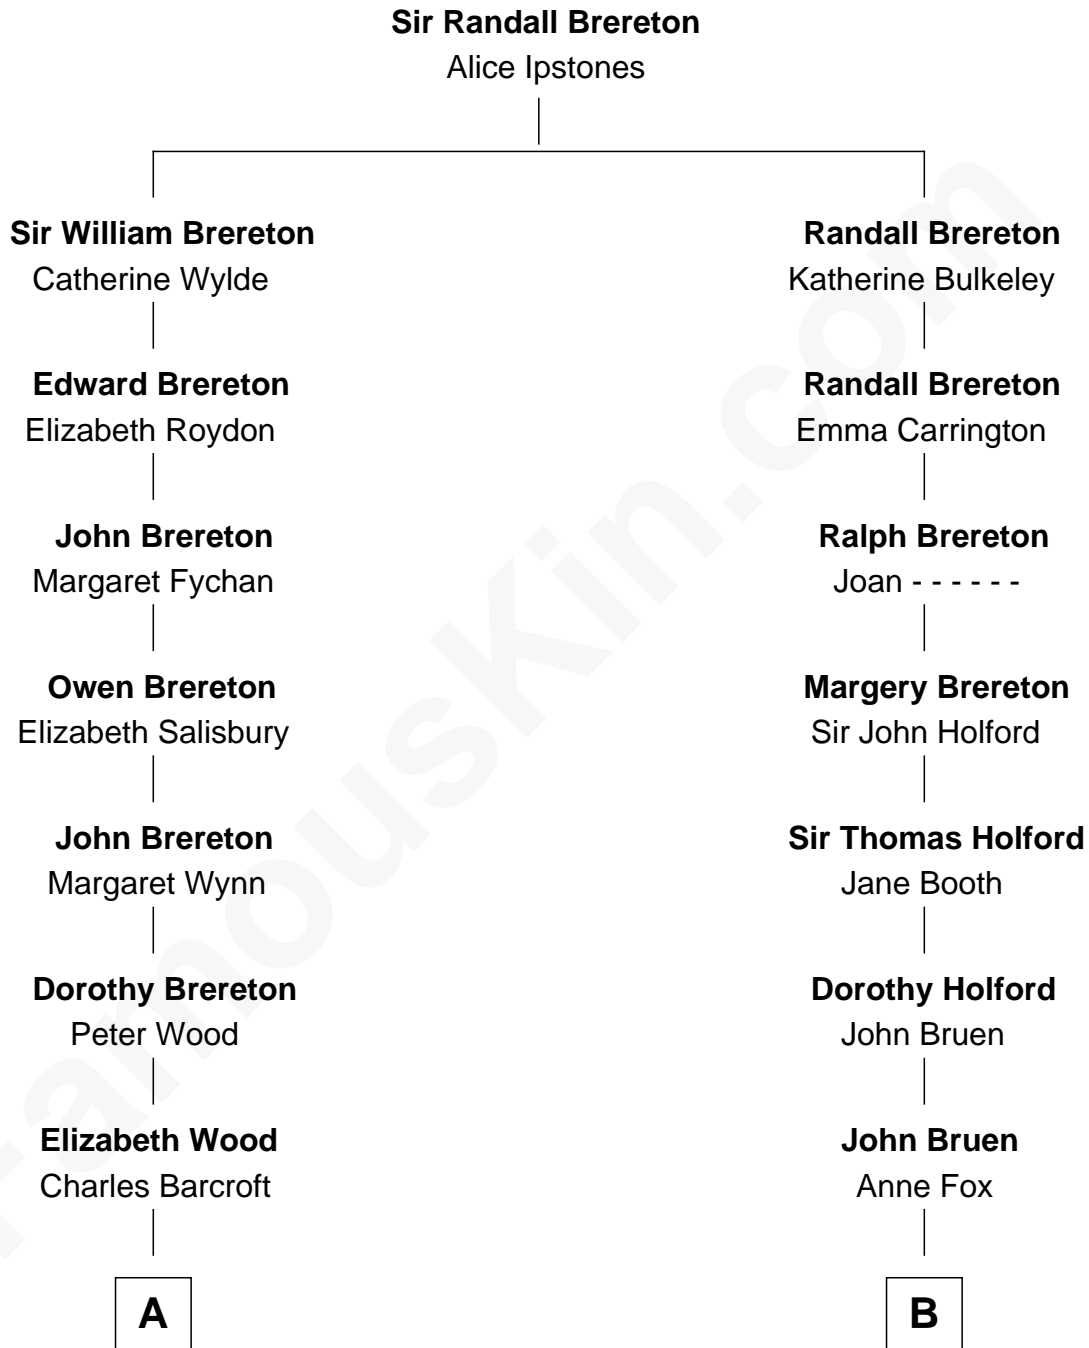 Sir Randall Brereton
Alice Ipstones
Sir William Brereton
Catherine Wylde
Randall Brereton
Katherine Bulkeley
Edward Brereton
Elizabeth Roydon
Randall Brereton
Emma Carrington
John Brereton
Margaret Fychan
Ralph Brereton
Joan - - - - - -
Owen Brereton
Elizabeth Salisbury
Margery Brereton
Sir John Holford
John Brereton
Margaret Wynn
Sir Thomas Holford
Jane Booth
Dorothy Brereton
Peter Wood
Dorothy Holford
John Bruen
Elizabeth Wood
Charles Barcroft
John Bruen
Anne Fox
A
B
FamousKin.com